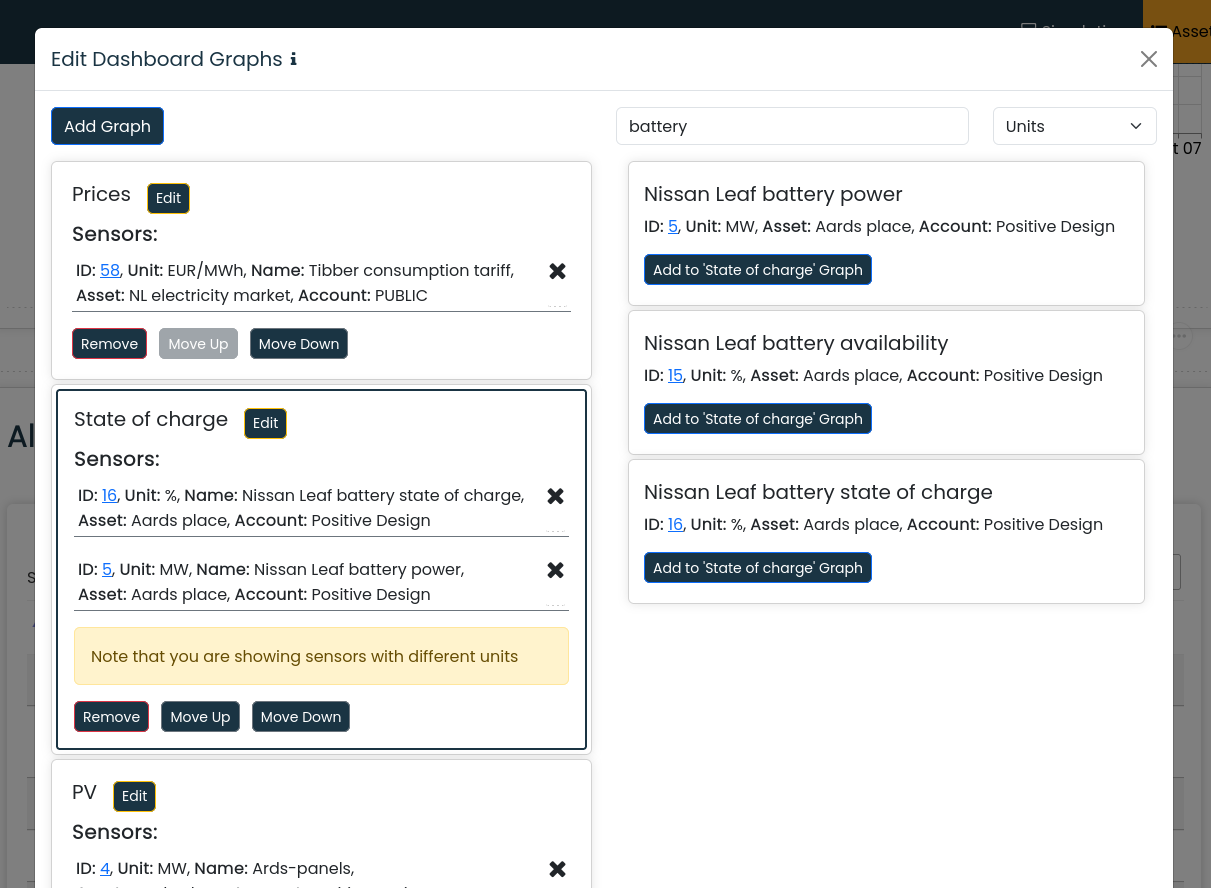 Edit Dashboard Graphs i
Add Graph
battery
Units
Prices
Edit
Sensors:
ID: 58, Unit: EUR/MWh, Name: Tibber consumption tariff,
Asset: NL electricity market, Account: PUBLIC
Remove
Move Up
Move Down
State of charge
Edit
Sensors:
ID: 16, Unit: %, Name: Nissan Leaf battery state of charge,
Asset: Aards place, Account: Positive Design
ID: 5, Unit: MW, Name: Nissan Leaf battery power,
Asset: Aards place, Account: Positive Design
Note that you are showing sensors with different units
Remove
Move Up
Move Down
PV
Edit
Sensors:
ID: 4, Unit: MW, Name: Ards-panels,
Nissan Leaf battery power
ID: 5, Unit: MW, Asset: Aards place, Account: Positive Design
Add to 'State of charge' Graph
Nissan Leaf battery availability
ID: 15, Unit: %, Asset: Aards place, Account: Positive Design
Add to 'State of charge' Graph
Nissan Leaf battery state of charge
ID: 16, Unit: %, Asset: Aards place, Account: Positive Design
Add to 'State of charge' Graph
Asset
t 07
Al